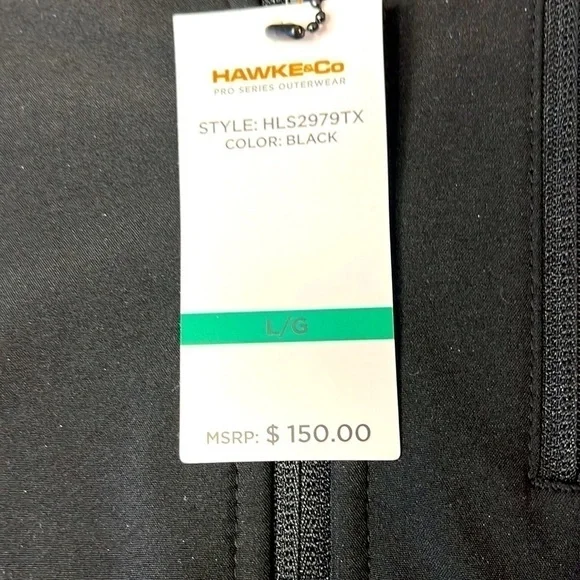 HAWKE&Co
PRO SERIES OUTERWEAR
STYLE: HLS2979TX
COLOR: BLACK
L/G
MSRP: $ 150.00